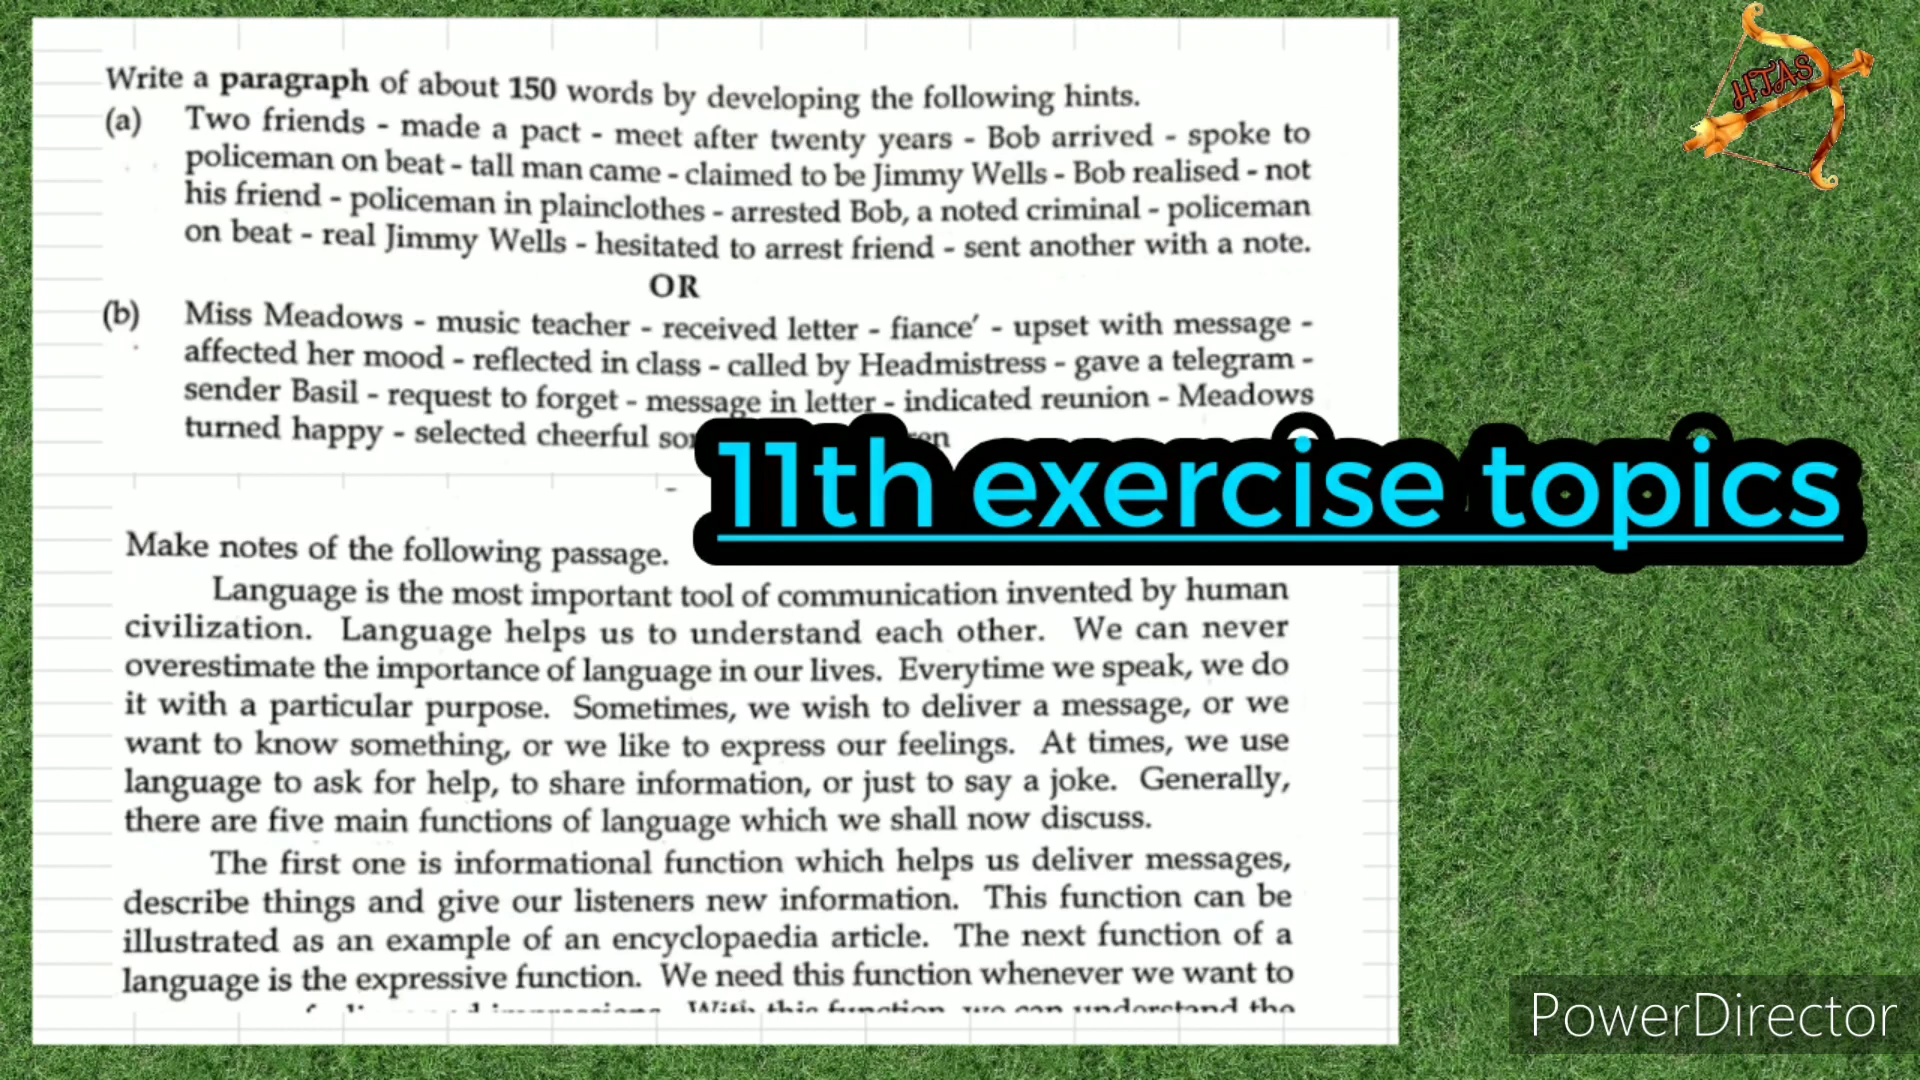 Write a paragraph of about 150 words by developing the following hints.
(a) Two friends - made a pact - meet after twenty years - Bob arrived - spoke to
policeman on beat - tall man came - claimed to be Jimmy Wells - Bob realised - not
his friend - policeman in plainclothes - arrested Bob, a noted criminal - policeman
on beat - real Jimmy Wells - hesitated to arrest friend - sent another with a note.
OR
(b) Miss Meadows - music teacher - received letter - fiance' - upset with message -
affected her mood - reflected in class - called by Headmistress - gave a telegram -
sender Basil - request to forget - message in letter - indicated reunion - Meadows
turned happy - selected cheerful
11th exercise topics
Make notes of the following passage.
Language is the most important tool of communication invented by human
civilization. Language helps us to understand each other. We can never
overestimate the importance of language in our lives. Everytime we speak, we do
it with a particular purpose. Sometimes, we wish to deliver a message, or we
want to know something, or we like to express our feelings. At times, we use
language to ask for help, to share information, or just to say a joke. Generally,
there are five main functions of language which we shall now discuss.
The first one is informational function which helps us deliver messages,
describe things and give our listeners new information. This function can be
illustrated as an example of an encyclopaedia article. The next function of a
language is the expressive function. We need this function whenever we want to
With this function, we can understand the
HTAS
PowerDirector